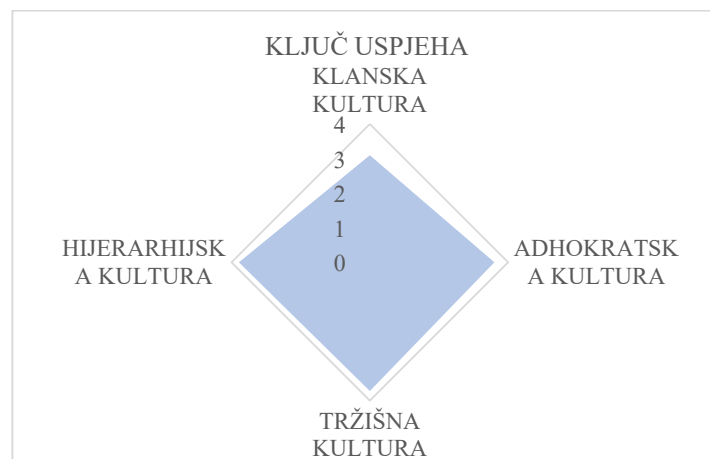 KLJUČ USPJEHA
KLANSKA
KULTURA
4
3
2
1
0
HIJERARHIJSK
A KULTURA
ADHOKRATSK
A KULTURA
TRŽIŠNA
KULTURA